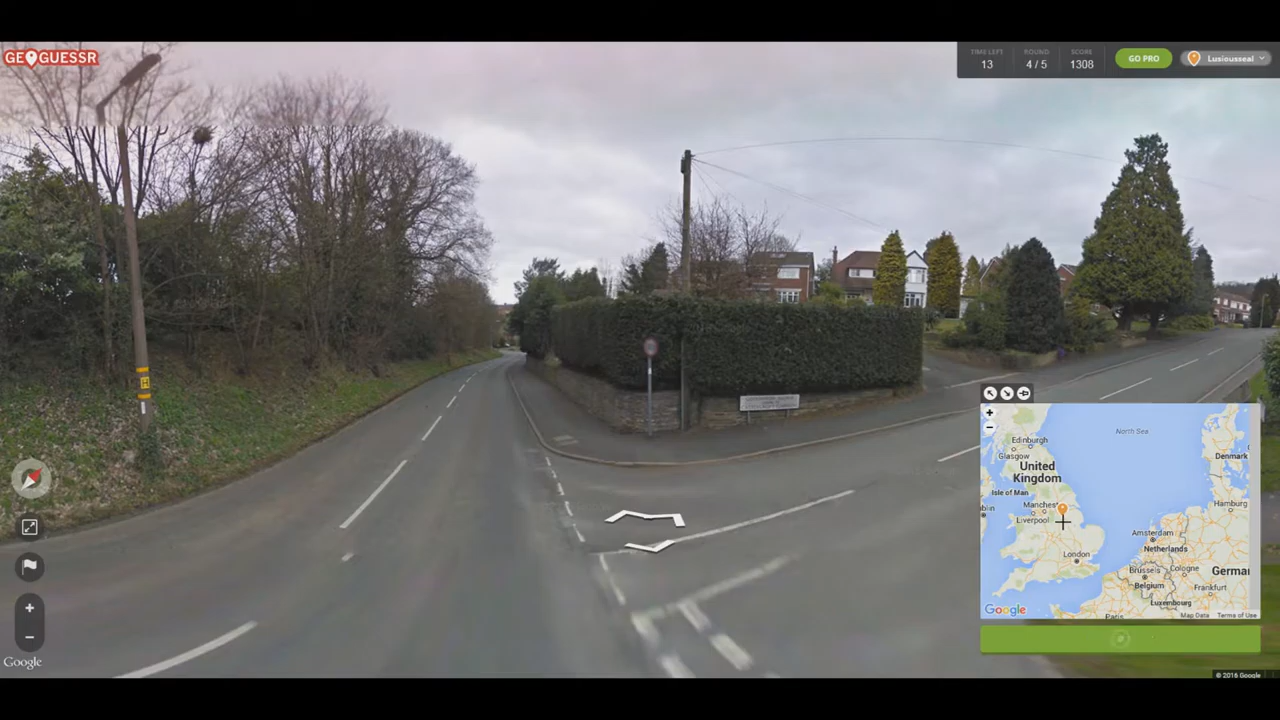 GEOGUESSR
TIME LEFT
13
ROUND
4 / 5
SCORE
1308
GO PRO
Lusiousseal
H
North Sea
Edinburgh
Glasgow
Denmark
United
Kingdom
Isle of Man
Hamburg
Manches
Liverpool
Amsterdam
Netherlands
London
Brussels
Cologne
Germar
Belgium
Frankfurt
Luxembourg
Paris
Google
Map Data
Terms of Use
Google
© 2016 Google